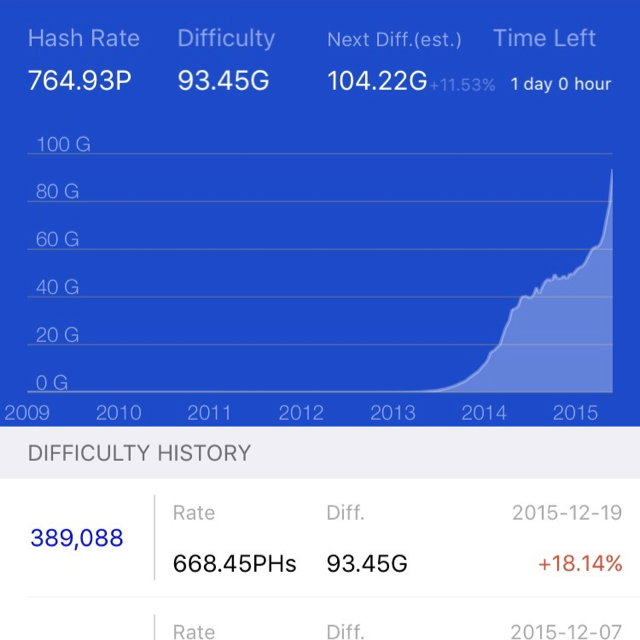 Hash Rate Difficulty Next Diff.(est.) Time Left
764.93P 93.45G 104.22G +11.53% 1 day 0 hour
100 G
80 G
60 G
40 G
20 G
0 G
2009 2010 2011 2012 2013 2014 2015
DIFFICULTY HISTORY
Rate Diff. 2015-12-19
389,088
668.45PHs 93.45G +18.14%
Rate Diff. 2015-12-07